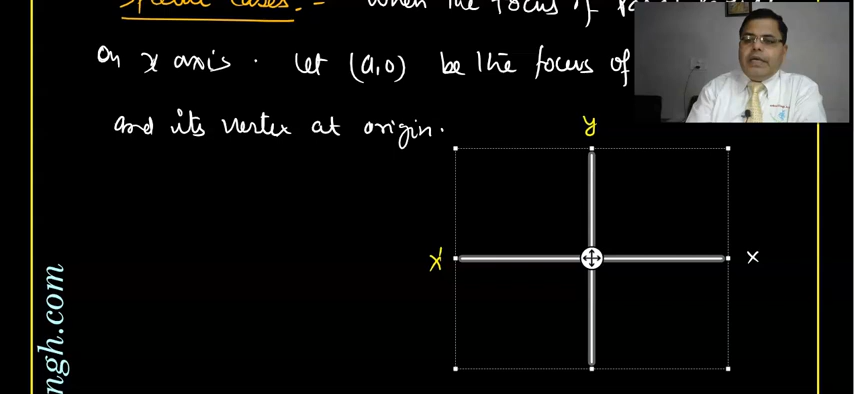 Special Cases:- When the focus of
on x axis. Let (a,0) be the focus of
and its vertex at origin.
y
x' x
ngh.com